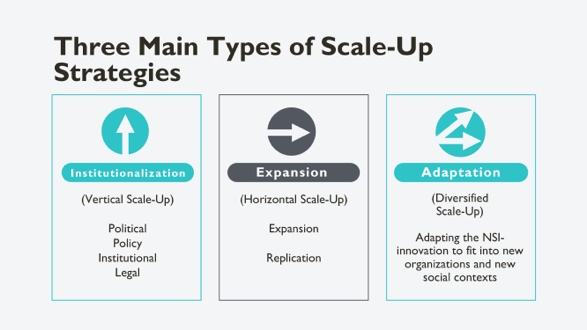 Three Main Types of Scale-Up
Strategies
Institutionalization
(Vertical Scale-Up)
Political
Policy
Institutional
Legal
Expansion
(Horizontal Scale-Up)
Expansion
Replication
Adaptation
(Diversified
Scale-Up)
Adapting the NSI-
innovation to fit into new
organizations and new
social contexts